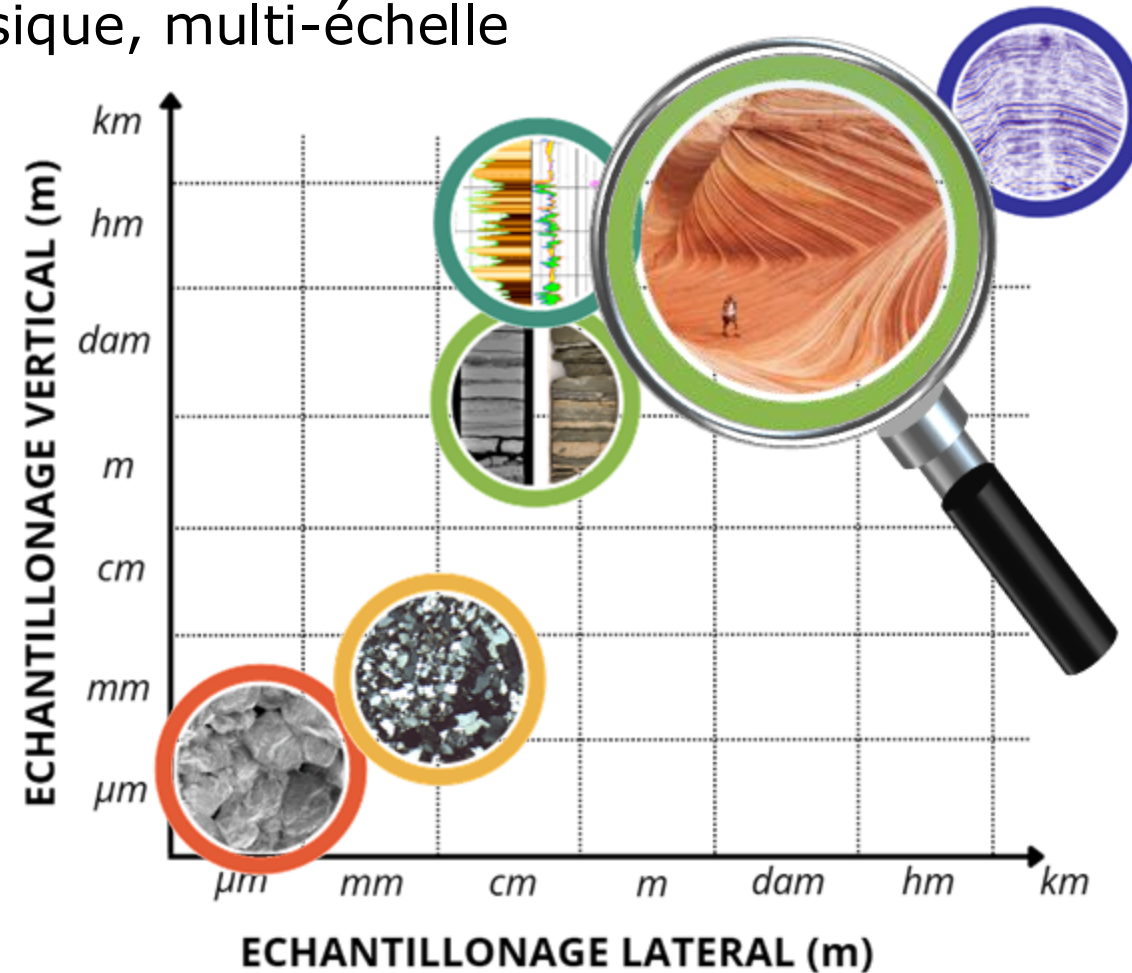 sique, multi-échelle
km
hm
dam
m
cm
mm
µm
ECHANTILLONAGE VERTICAL (m)
µm
mm
cm
m
dam
hm
km
ECHANTILLONAGE LATERAL (m)